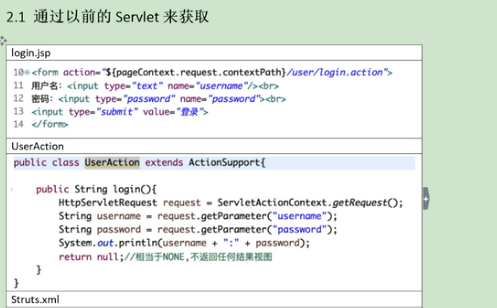 2.1 通过以前的 Servlet 来获取
login.jsp
10 <form action="${pageContext.request.contextPath}/user/login.action">
11 用户名: <input type="text" name="username"/><br>
12 密码: <input type="password" name="password"><br>
13 <input type="submit" value="登录">
14 </form>
UserAction
public class UserAction extends ActionSupport{
public String login(){
HttpServletRequest request = ServletActionContext.getRequest();
String username = request.getParameter("username");
String password = request.getParameter("password");
System.out.println(username + ":" + password);
return null;//相当于NONE,不返回任何结果视图
}
}
Struts.xml